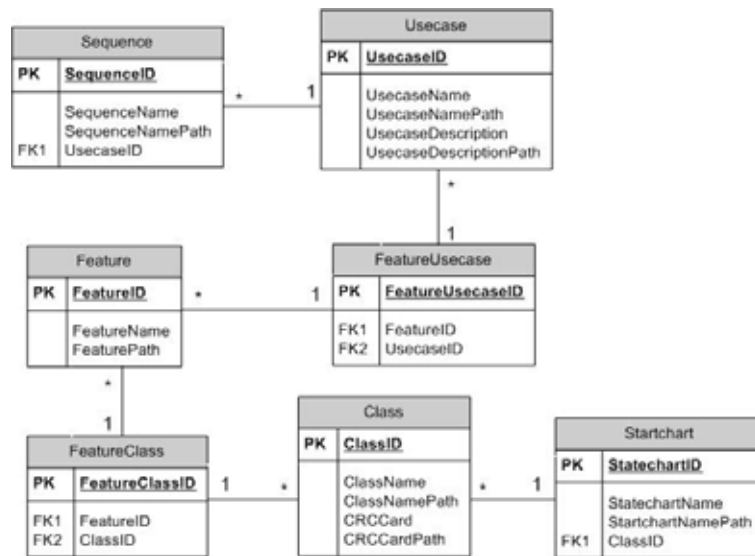 Sequence
PK SequenceID
SequenceName
SequenceNamePath
FK1 UsecaseID
Usecase
PK UsecaseID
UsecaseName
UsecaseNamePath
UsecaseDescription
UsecaseDescriptionPath
* 1
*
1
Feature
PK FeatureID
FeatureName
FeaturePath
* 1
FeatureUsecase
PK FeatureUsecaseID
FK1 FeatureID
FK2 UsecaseID
*
1
FeatureClass
PK FeatureClassID
FK1 FeatureID
FK2 ClassID
1 *
Class
PK ClassID
ClassName
ClassNamePath
CRCCard
CRCCardPath
* 1
Startchart
PK StatechartID
StatechartName
StartchartNamePath
FK1 ClassID